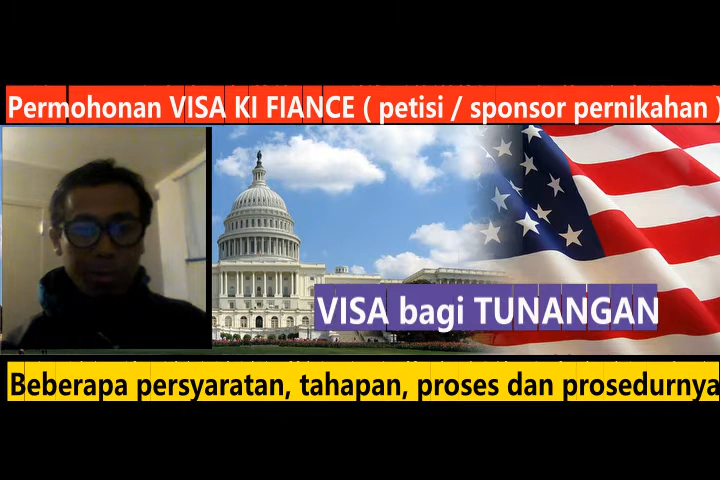 Permohonan VISA KI FIANCE ( petisi / sponsor pernikahan )
VISA bagi TUNANGAN
Beberapa persyaratan, tahapan, proses dan prosedurnya